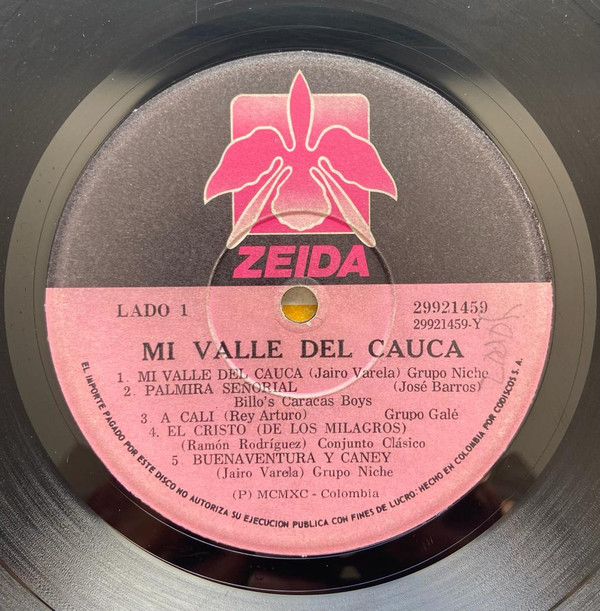 ZEIDA
LADO 1 29921459
29921459-Y
MI VALLE DEL CAUCA
1. MI VALLE DEL CAUCA (Jairo Varela) Grupo Niche
2. PALMIRA SEÑORIAL (José Barros)
Billo's Caracas Boys
3. A CALI (Rey Arturo) Grupo Galé
4. EL CRISTO (DE LOS MILAGROS)
(Ramón Rodríguez) Conjunto Clásico
5. BUENAVENTURA Y CANEY
(Jairo Varela) Grupo Niche
(P) MCMXC - Colombia
EL IMPORTE PAGADO POR ESTE DISCO NO AUTORIZA SU EJECUCION PUBLICA CON FINES DE LUCRO: HECHO EN COLOMBIA POR CODISCOS S.A.